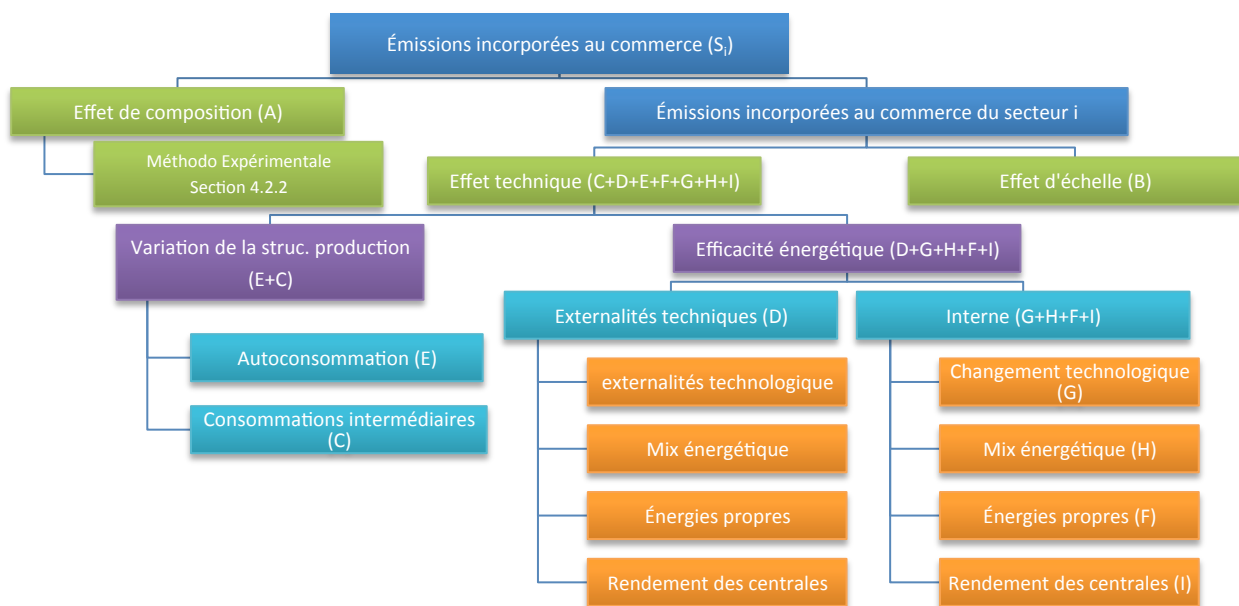 Émissions incorporées au commerce (Si)
Effet de composition (A)
Émissions incorporées au commerce du secteur i
Méthodo Expérimentale
Section 4.2.2
Effet technique (C+D+E+F+G+H+I)
Effet d'échelle (B)
Variation de la struc. production
(E+C)
Efficacité énergétique (D+G+H+F+I)
Externalités techniques (D)
Interne (G+H+F+I)
Autoconsommation (E)
Consommations intermédiaires
(C)
externalités technologique
Changement technologique
(G)
Mix énergétique
Mix énergétique (H)
Énergies propres
Énergies propres (F)
Rendement des centrales
Rendement des centrales (I)